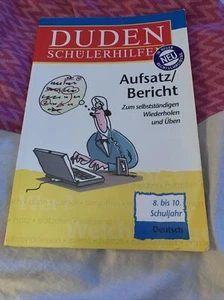 DUDEN
SCHÜLERHILFEN
NEU
Aufsatz/
Bericht
Zum selbstständigen
Wiederholen
und Üben
8. bis 10.
Schuljahr
Deutsch